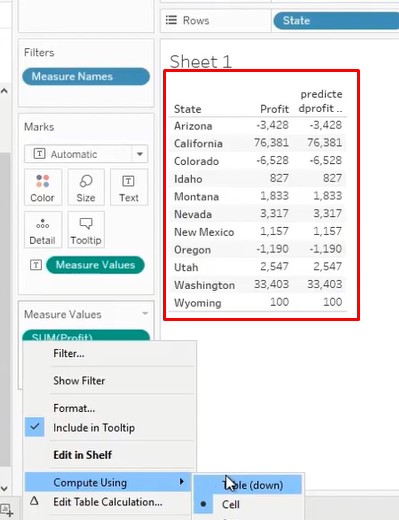 Rows State
Filters
Measure Names
Sheet 1
predicte
State Profit dprofit ..
Arizona -3,428 -3,428
California 76,381 76,381
Colorado -6,528 -6,528
Idaho 827 827
Montana 1,833 1,833
Nevada 3,317 3,317
New Mexico 1,157 1,157
Oregon -1,190 -1,190
Utah 2,547 2,547
Washington 33,403 33,403
Wyoming 100 100
Marks
T Automatic
Color Size Text
Detail Tooltip
T Measure Values
Measure Values
SUM(Profit)
Filter...
Show Filter
Format...
Include in Tooltip
Edit in Shelf
Compute Using
Table (down)
Edit Table Calculation...
Cell